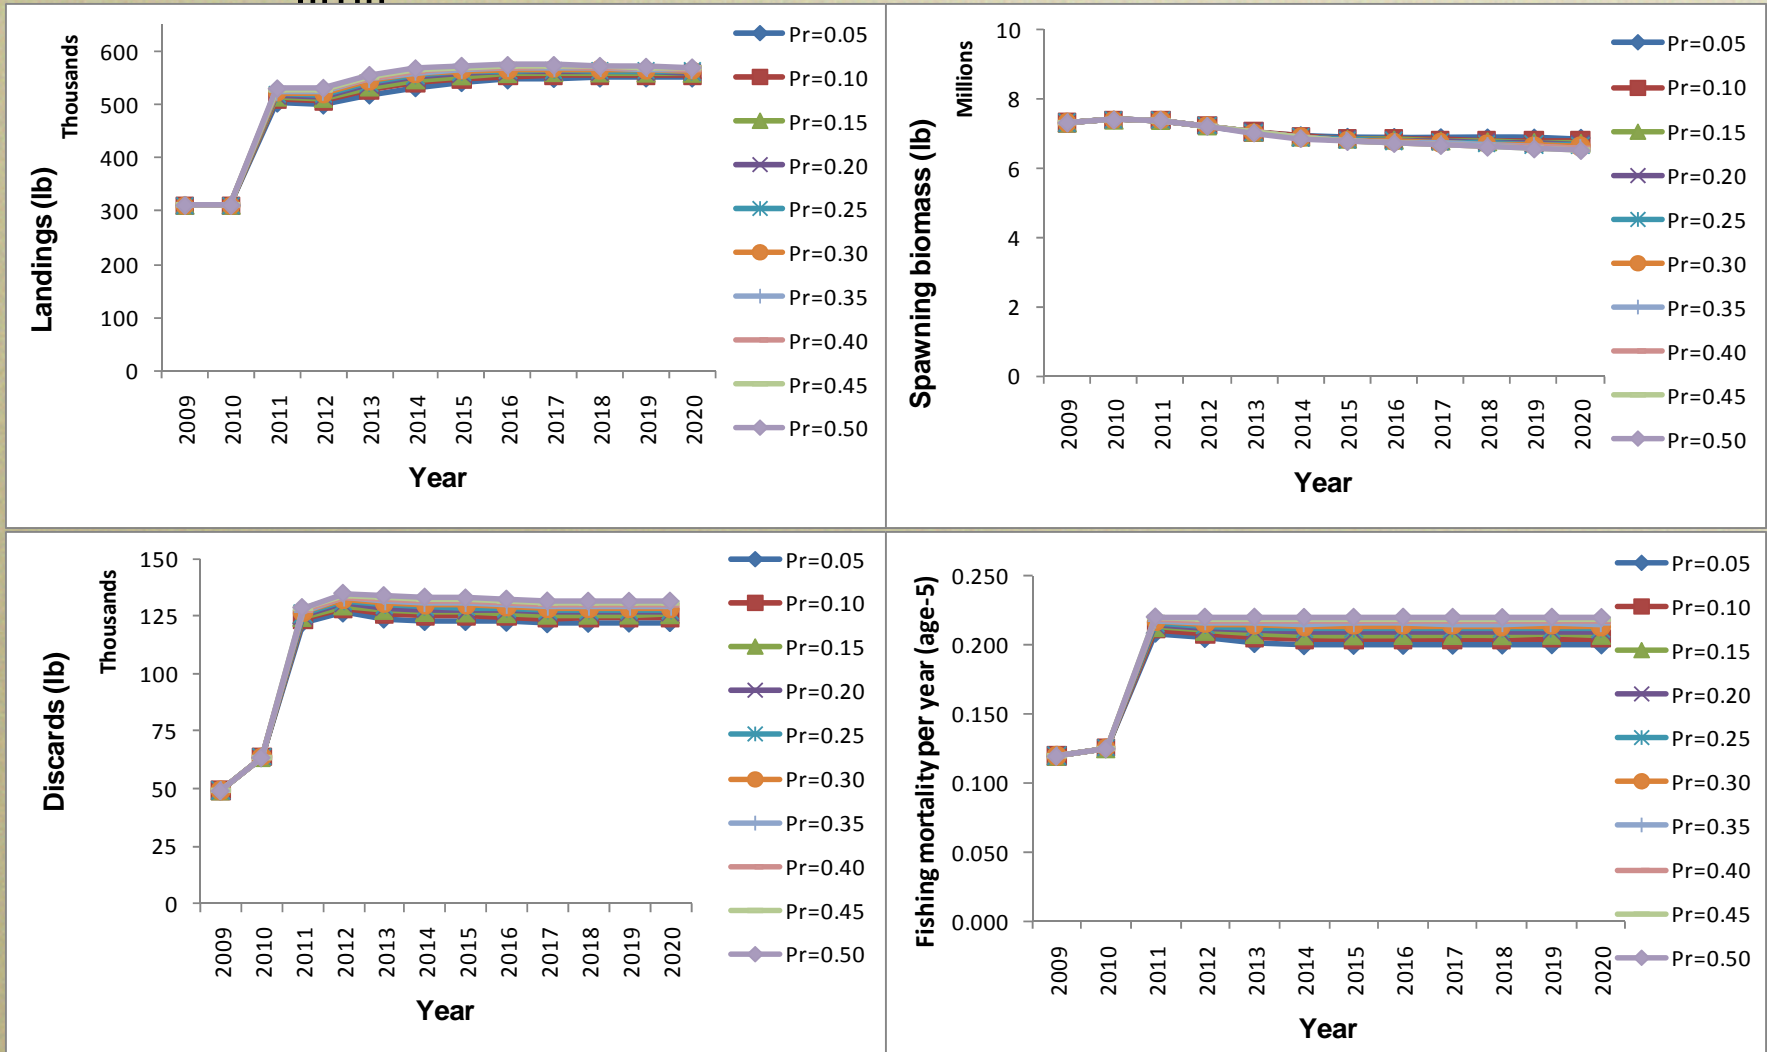 Thousands
Landings (lb)
600
500
400
300
200
100
0
2009 2010 2011 2012 2013 2014 2015 2016 2017 2018 2019 2020
Year
Pr=0.05
Pr=0.10
Pr=0.15
Pr=0.20
Pr=0.25
Pr=0.30
Pr=0.35
Pr=0.40
Pr=0.45
Pr=0.50
Millions
Spawning biomass (lb)
10
8
6
4
2
0
2009 2010 2011 2012 2013 2014 2015 2016 2017 2018 2019 2020
Year
Pr=0.05
Pr=0.10
Pr=0.15
Pr=0.20
Pr=0.25
Pr=0.30
Pr=0.35
Pr=0.40
Pr=0.45
Pr=0.50
Thousands
Discards (lb)
150
125
100
75
50
25
0
2009 2010 2011 2012 2013 2014 2015 2016 2017 2018 2019 2020
Year
Pr=0.05
Pr=0.10
Pr=0.15
Pr=0.20
Pr=0.25
Pr=0.30
Pr=0.35
Pr=0.40
Pr=0.45
Pr=0.50
Fishing mortality per year (age-5)
0.250
0.200
0.150
0.100
0.050
0.000
2009 2010 2011 2012 2013 2014 2015 2016 2017 2018 2019 2020
Year
Pr=0.05
Pr=0.10
Pr=0.15
Pr=0.20
Pr=0.25
Pr=0.30
Pr=0.35
Pr=0.40
Pr=0.45
Pr=0.50